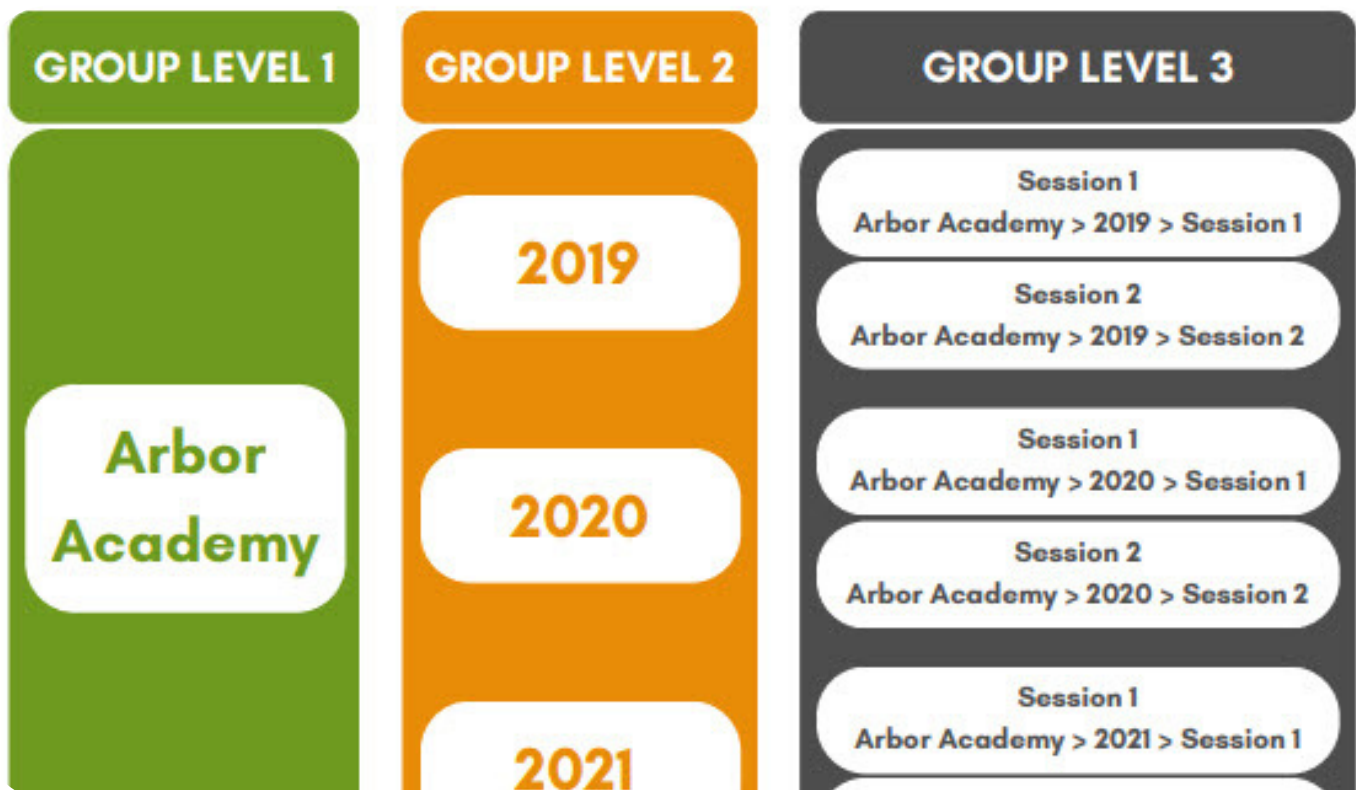 GROUP LEVEL 1
Arbor
Academy
GROUP LEVEL 2
2019
2020
2021
GROUP LEVEL 3
Session 1
Arbor Academy > 2019 > Session 1
Session 2
Arbor Academy > 2019 > Session 2
Session 1
Arbor Academy > 2020 > Session 1
Session 2
Arbor Academy > 2020 > Session 2
Session 1
Arbor Academy > 2021 > Session 1